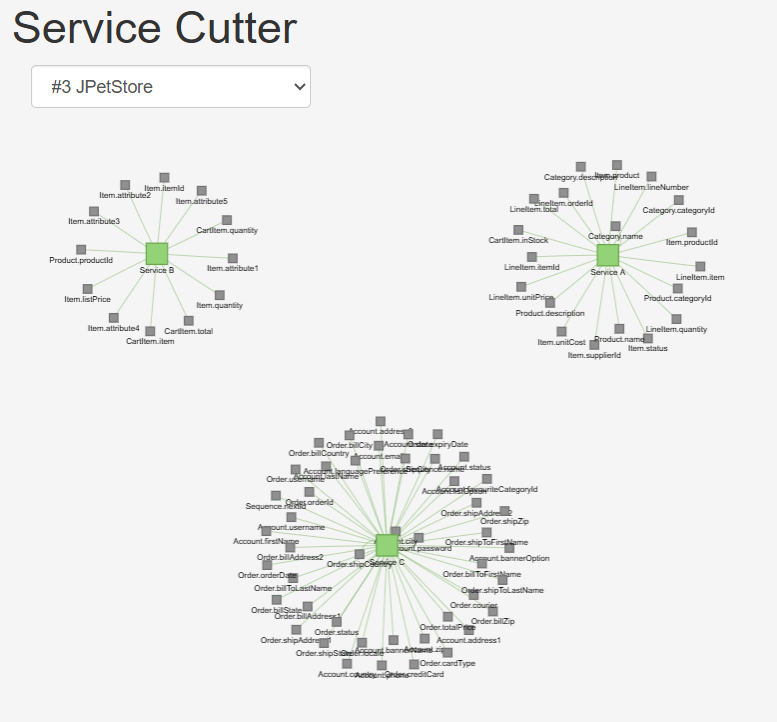 Service Cutter
#3 JPetStore
Item.itemId
Item.attribute2
Item.attribute5
Item.attribute3
CartItem.quantity
Product.productId
Item.attribute1
Service B
Item.listPrice
Item.quantity
Item.attribute4
CartItem.total
CartItem.item
Category.description
Item.product
LineItem.lineNumber
LineItem.orderId
LineItem.total
Category.categoryId
Category.name
CartItem.inStock
Item.productId
LineItem.itemId
Service A
LineItem.item
LineItem.unitPrice
Product.categoryId
Product.description
LineItem.quantity
Item.unitCost
Product.name
Item.status
Item.supplierId
Order.billCity
Order.billCountry
Account.status
Order.username
Account.lastName
Account.languagePreference
Account.favouriteCategoryId
Order.orderId
Sequence.nextId
Order.shipAddress2
Order.shipZip
Account.username
Account.firstName
Order.shipToFirstName
Order.billAddress2
Account.bannerOption
Order.shipCountry
Service C
Order.orderDate
Order.billToFirstName
Order.billToLastName
Order.shipToLastName
Order.billState
Order.courier
Order.billAddress1
Order.billZip
Order.totalPrice
Order.status
Order.shipAddress1
Account.address1
Order.shipState
Order.locale
Account.bannerName
Account.zip
Order.cardType
Account.country
Account.phone
Order.creditCard